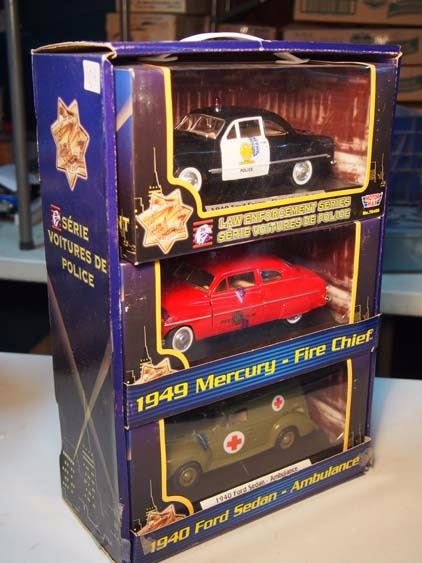 SÉRIE
VOITURES DE
POLICE
POLICE
LAW ENFORCEMENT SERIES
SÉRIE VOITURES DE POLICE
1949 Mercury - Fire Chief
1940 Ford Sedan - Ambulance
1940 Ford Sedan - Ambulance